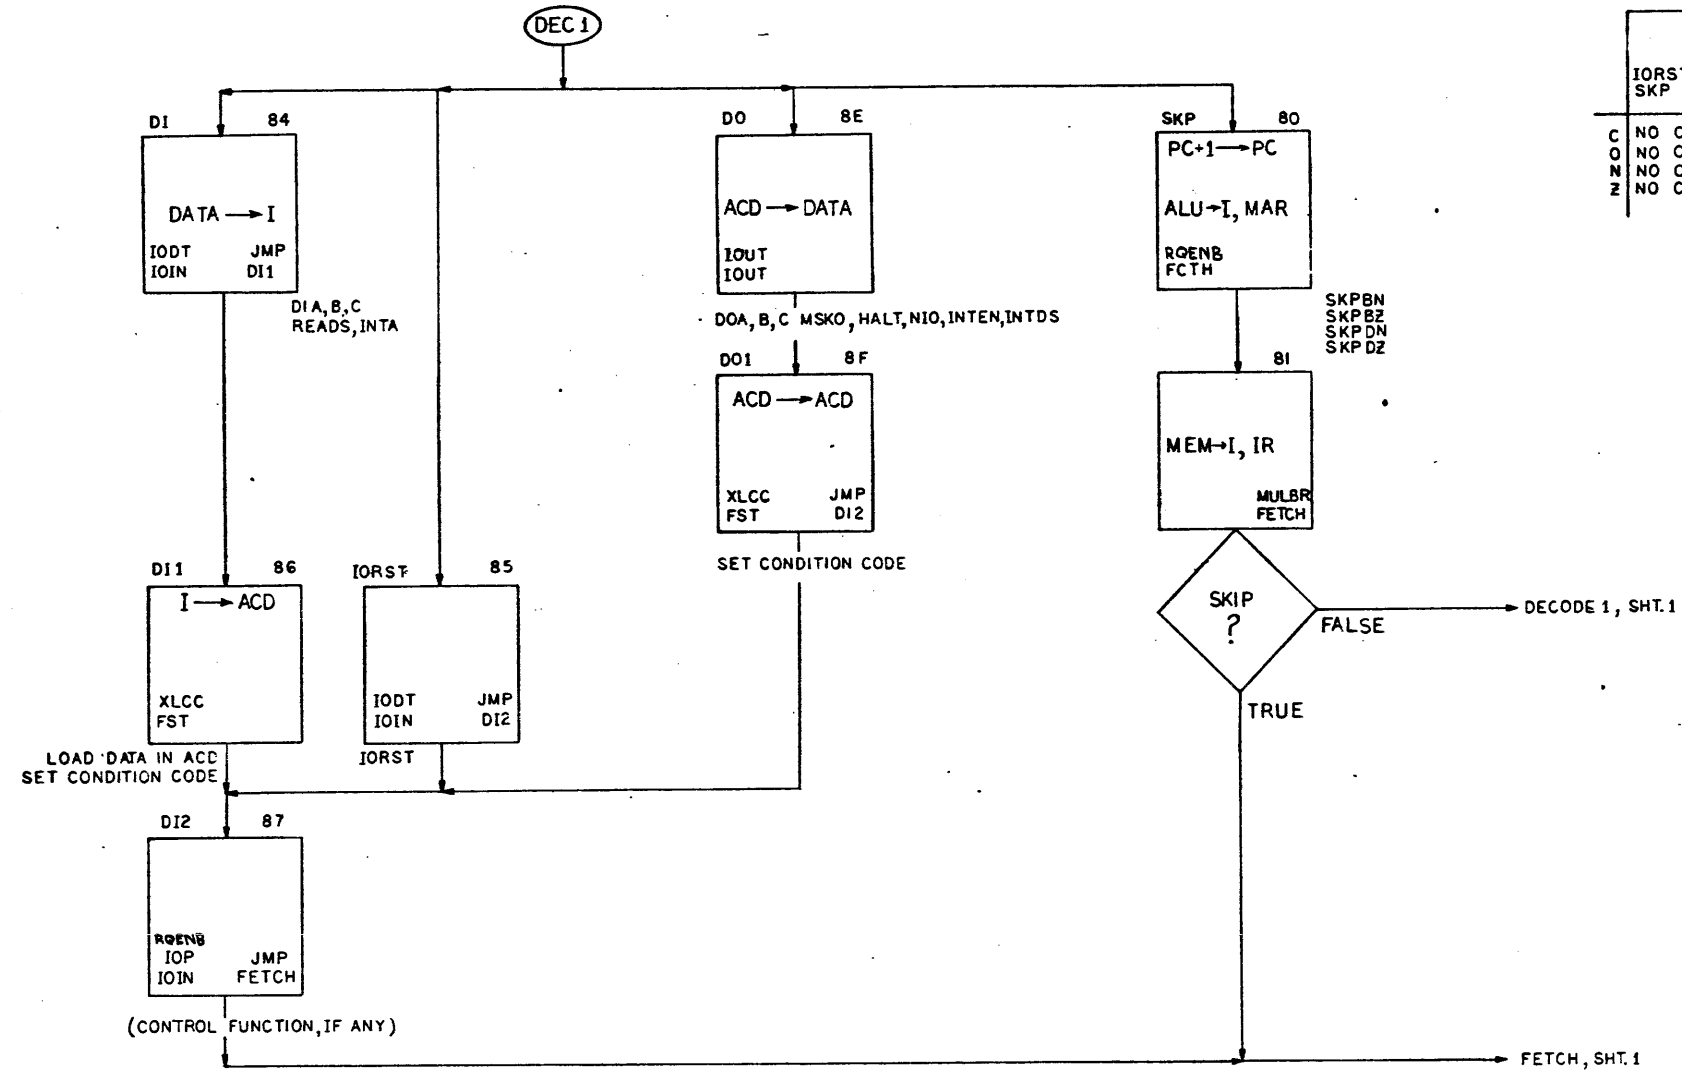 DEC 1
IORST
SKP
C NO C
O NO C
N NO C
Z NO C
DI 84
DATA → I
IODT JMP
IOIN DI1
DIA, B, C
READS, INTA
DO 8E
ACD → DATA
IOUT
IOUT
DOA, B, C MSKO, HALT, NIO, INTEN, INTDS
SKP 80
PC+1 → PC
ALU → I, MAR
RQENB
FCTH
SKPBN
SKPBZ
SKPDN
SKPDZ
DO1 8F
ACD → ACD
XLCC JMP
FST DI2
SET CONDITION CODE
81
MEM → I, IR
MULBR
FETCH
SKIP
?
FALSE
DECODE 1, SHT. 1
TRUE
DI1 86
I → ACD
XLCC
FST
LOAD DATA IN ACD
SET CONDITION CODE
IORST 85
IODT JMP
IOIN DI2
IORST
DI2 87
RQENB
IOP JMP
IOIN FETCH
(CONTROL FUNCTION, IF ANY)
FETCH, SHT. 1